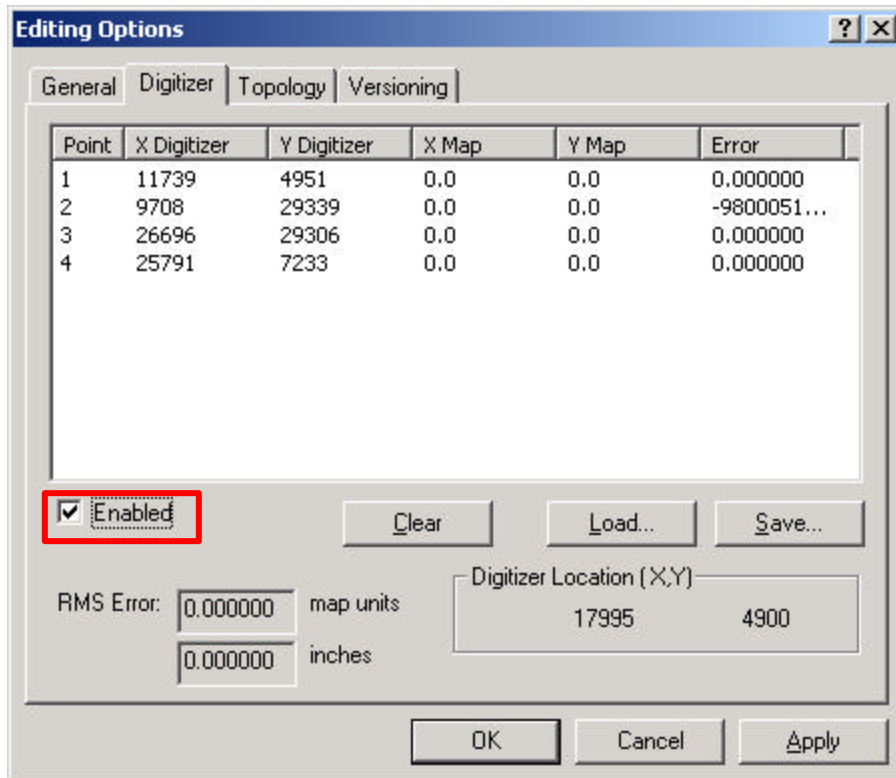 Editing Options
General Digitizer Topology Versioning
Point X Digitizer Y Digitizer X Map Y Map Error
1 11739 4951 0.0 0.0 0.000000
2 9708 29339 0.0 0.0 -9800051...
3 26696 29306 0.0 0.0 0.000000
4 25791 7233 0.0 0.0 0.000000
Enabled Clear Load... Save...
Digitizer Location (X,Y)
RMS Error: 0.000000 map units 17995 4900
0.000000 inches
OK Cancel Apply